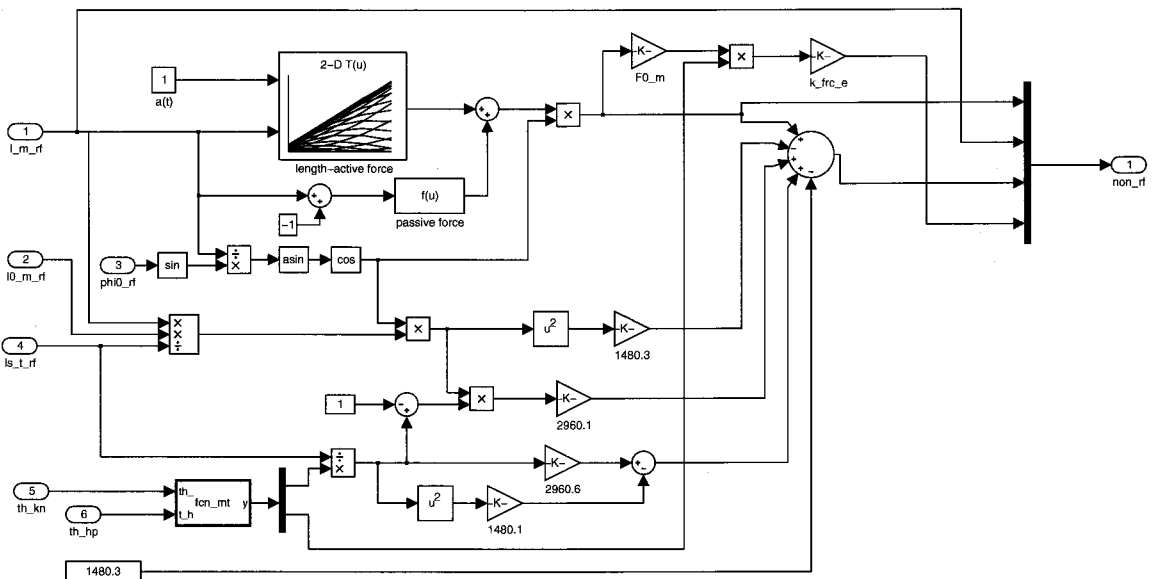 2-D T(u)
-K-
F0_m
×
-K-
k_frc_e
1
a(t)
1
l_m_rf
length-active force
+
+
×
+
-
+
+
-
1
non_rf
+
+
-1
f(u)
passive force
2
l0_m_rf
3
phi0_rf
sin
÷
×
asin
cos
4
ls_t_rf
×
×
÷
×
u2
-K-
1480.3
1
-
+
×
-K-
2960.1
÷
×
-K-
2960.6
+
-
u2
-K-
1480.1
5
th_kn
6
th_hp
th_
t_h
fcn_mt
y
1480.3